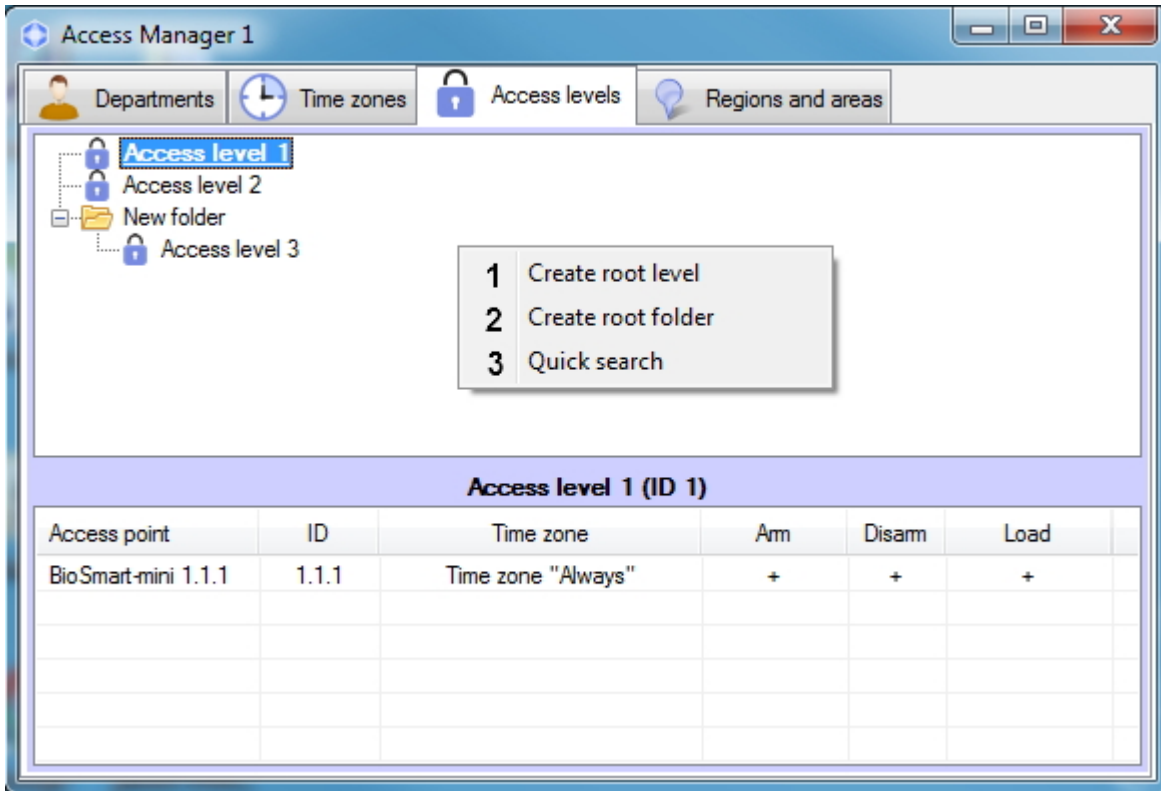 Access Manager 1
Departments Time zones Access levels Regions and areas
Access level 1
Access level 2
New folder
Access level 3
1 Create root level
2 Create root folder
3 Quick search
Access level 1 (ID 1)
Access point ID Time zone Arm Disarm Load
BioSmart-mini 1.1.1 1.1.1 Time zone "Always" + + +